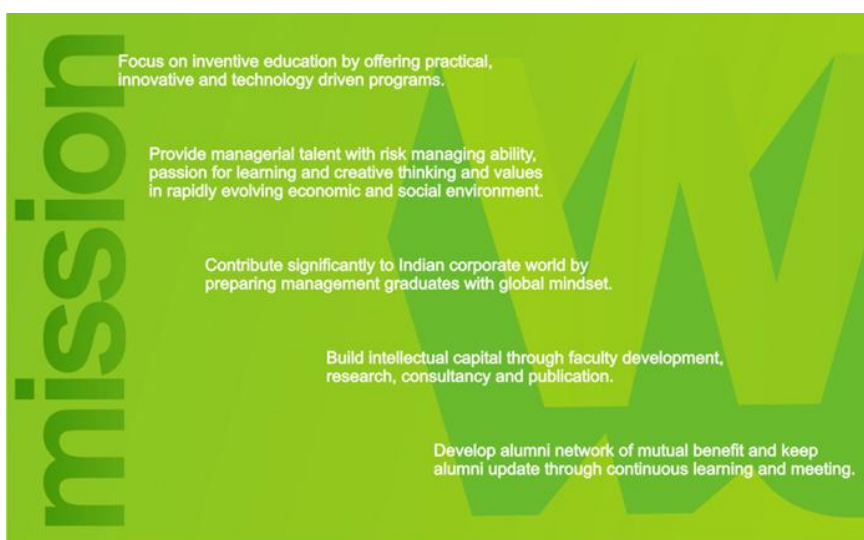 mission
Focus on inventive education by offering practical,
innovative and technology driven programs.
Provide managerial talent with risk managing ability,
passion for learning and creative thinking and values
in rapidly evolving economic and social environment.
Contribute significantly to Indian corporate world by
preparing management graduates with global mindset.
Build intellectual capital through faculty development,
research, consultancy and publication.
Develop alumni network of mutual benefit and keep
alumni update through continuous learning and meeting.